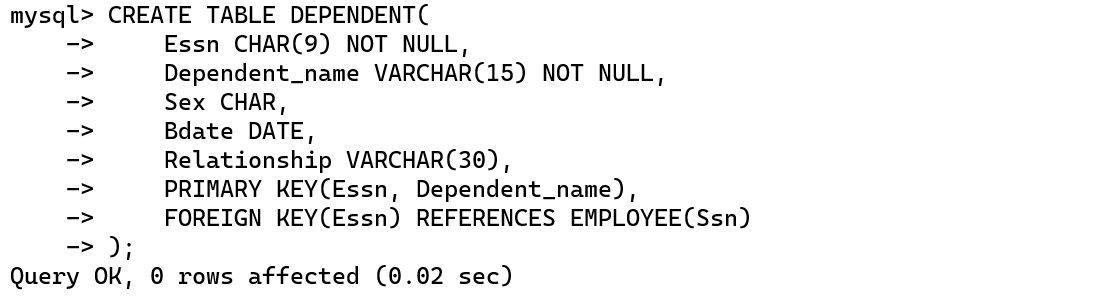 mysql> CREATE TABLE DEPENDENT(
    ->     Essn CHAR(9) NOT NULL,
    ->     Dependent_name VARCHAR(15) NOT NULL,
    ->     Sex CHAR,
    ->     Bdate DATE,
    ->     Relationship VARCHAR(30),
    ->     PRIMARY KEY(Essn, Dependent_name),
    ->     FOREIGN KEY(Essn) REFERENCES EMPLOYEE(Ssn)
    -> );
Query OK, 0 rows affected (0.02 sec)